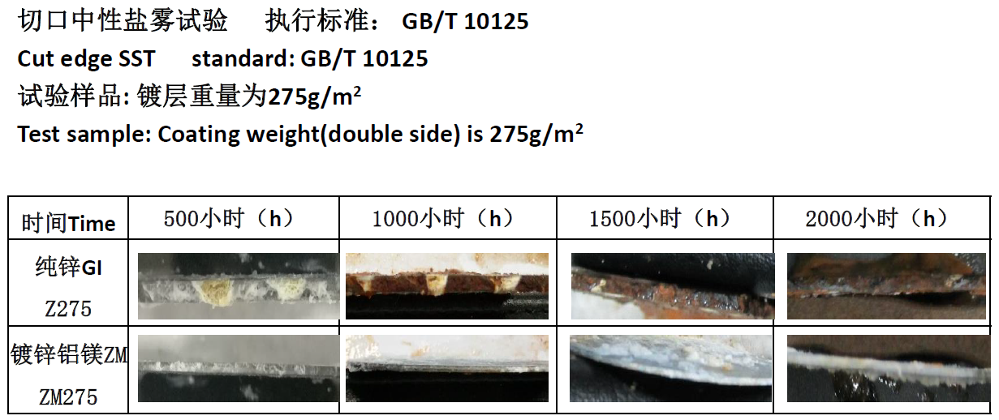 切口中性盐雾试验 执行标准： GB/T 10125
Cut edge SST standard: GB/T 10125
试验样品: 镀层重量为275g/m²
Test sample: Coating weight(double side) is 275g/m²
时间Time 500小时（h） 1000小时（h） 1500小时（h） 2000小时（h）
纯锌GI
Z275
镀锌铝镁ZM
ZM275